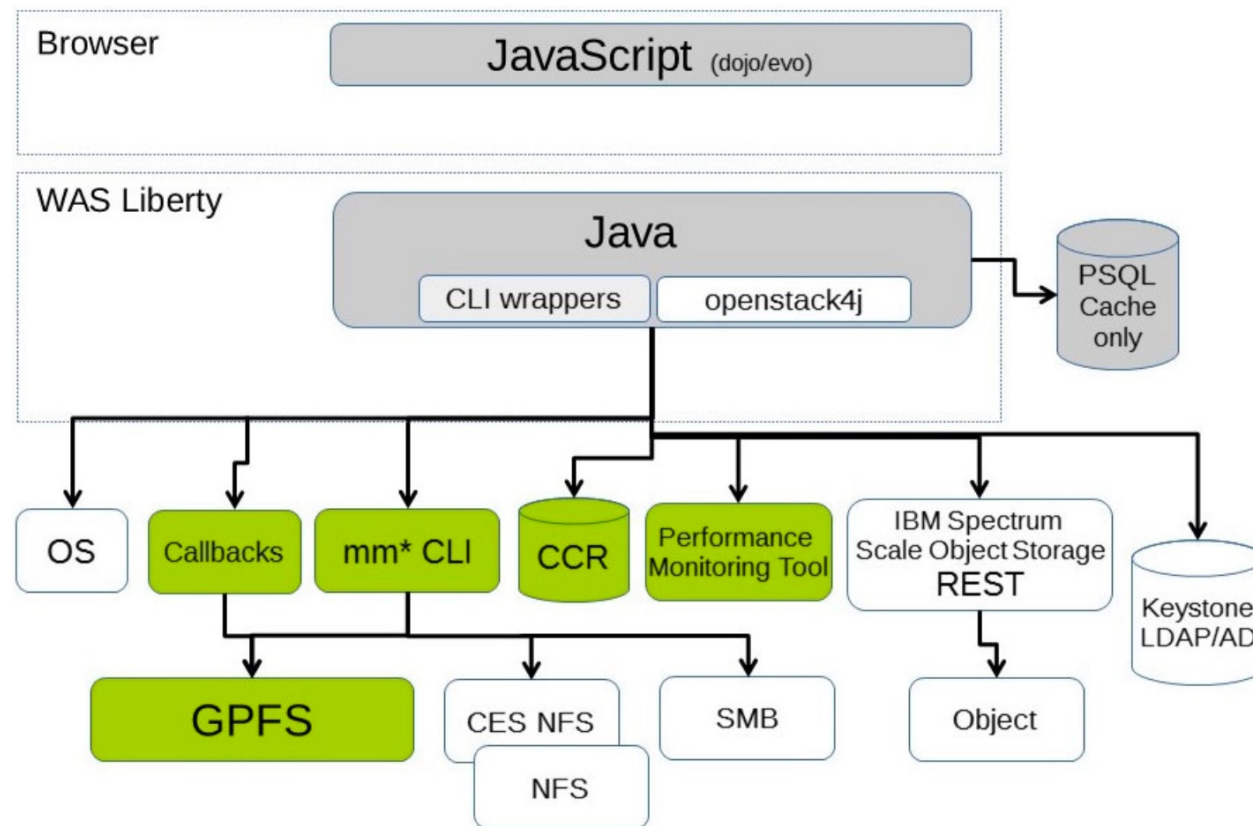 Browser
JavaScript (dojo/evo)
WAS Liberty
Java
CLI wrappers
openstack4j
PSQL
Cache
only
OS
Callbacks
mm* CLI
CCR
Performance
Monitoring Tool
IBM Spectrum
Scale Object Storage
REST
Keystone
LDAP/AD
GPFS
CES NFS
NFS
SMB
Object